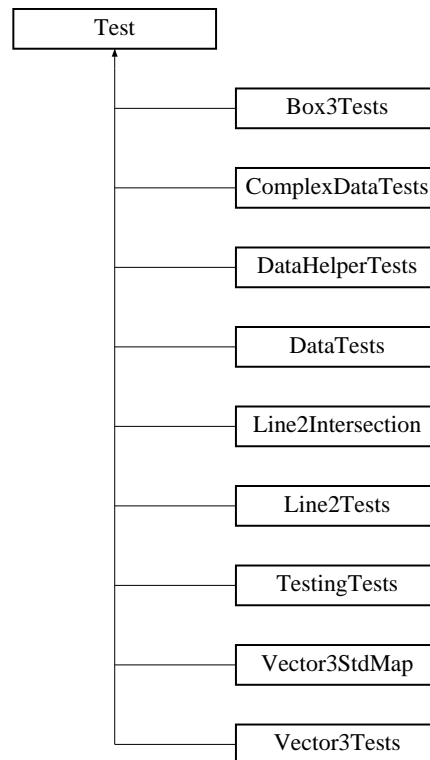 Test
Box3Tests
ComplexDataTests
DataHelperTests
DataTests
Line2Intersection
Line2Tests
TestingTests
Vector3StdMap
Vector3Tests